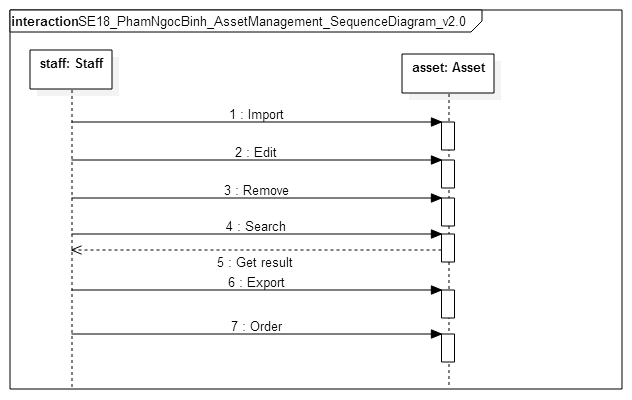 interactionSE18_PhamNgocBinh_AssetManagement_SequenceDiagram_v2.0
staff: Staff
asset: Asset
1 : Import
2 : Edit
3 : Remove
4 : Search
5 : Get result
6 : Export
7 : Order